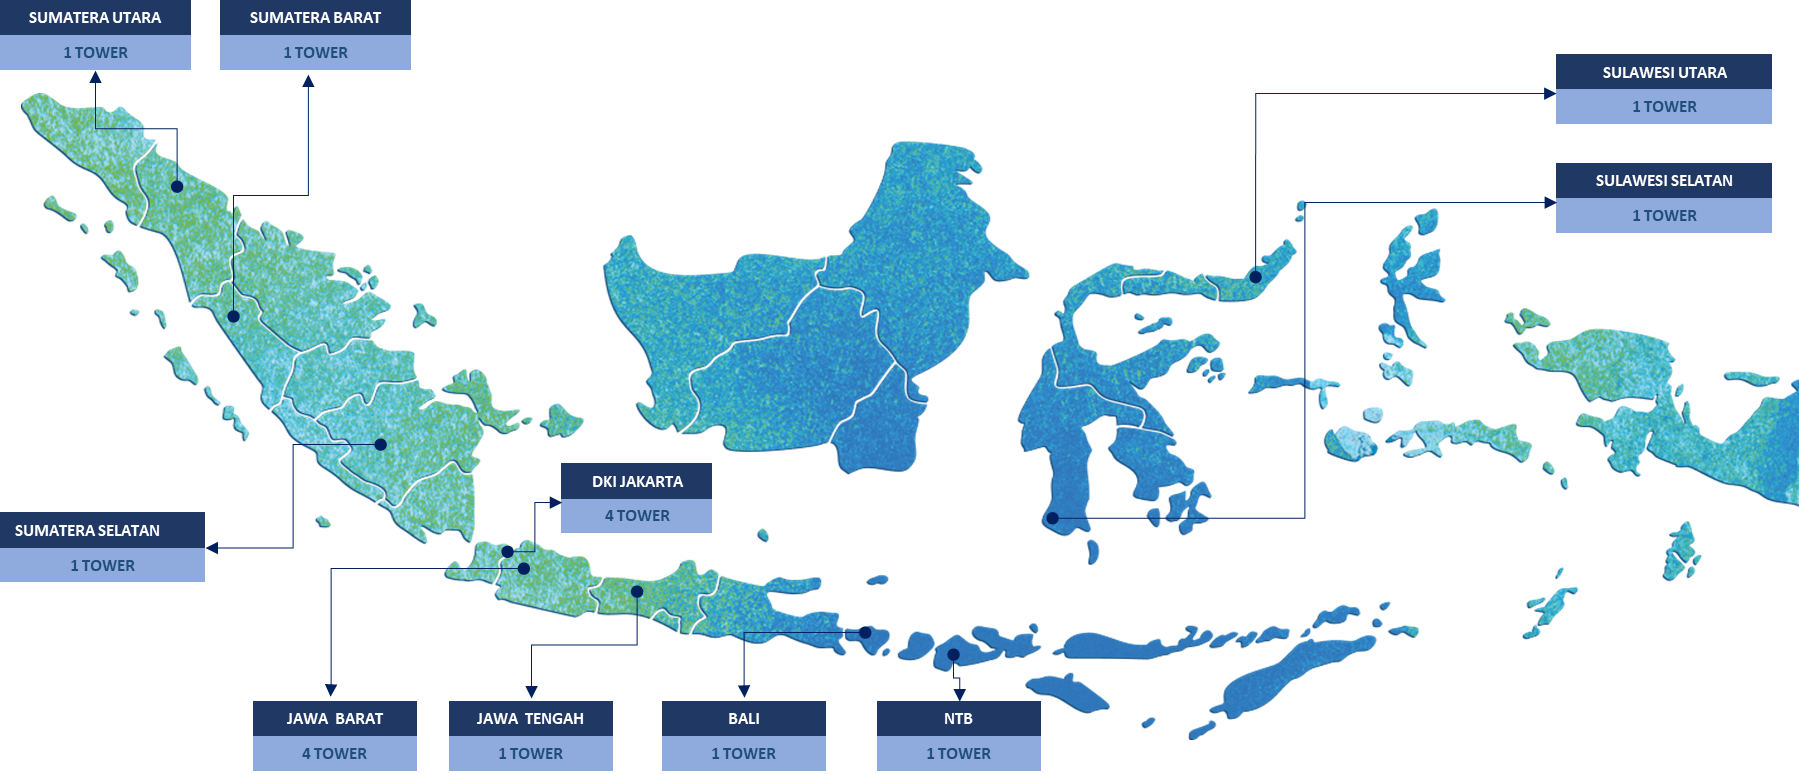 SUMATERA UTARA
1 TOWER
SUMATERA BARAT
1 TOWER
SULAWESI UTARA
1 TOWER
SULAWESI SELATAN
1 TOWER
DKI JAKARTA
4 TOWER
SUMATERA SELATAN
1 TOWER
JAWA BARAT
4 TOWER
JAWA TENGAH
1 TOWER
BALI
1 TOWER
NTB
1 TOWER